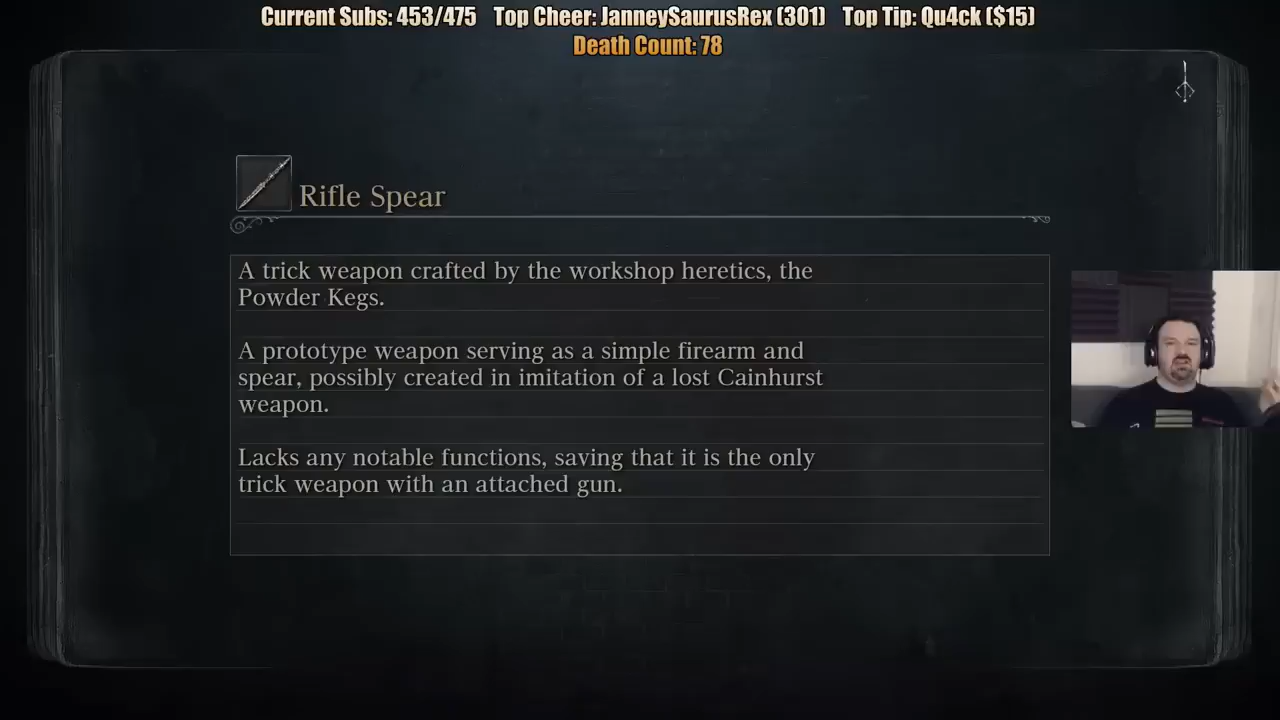 Current Subs: 453/475 Top Cheer: JanneySaurusRex (301) Top Tip: Qu4ck ($15)
Death Count: 78
Rifle Spear
A trick weapon crafted by the workshop heretics, the
Powder Kegs.
A prototype weapon serving as a simple firearm and
spear, possibly created in imitation of a lost Cainhurst
weapon.
Lacks any notable functions, saving that it is the only
trick weapon with an attached gun.